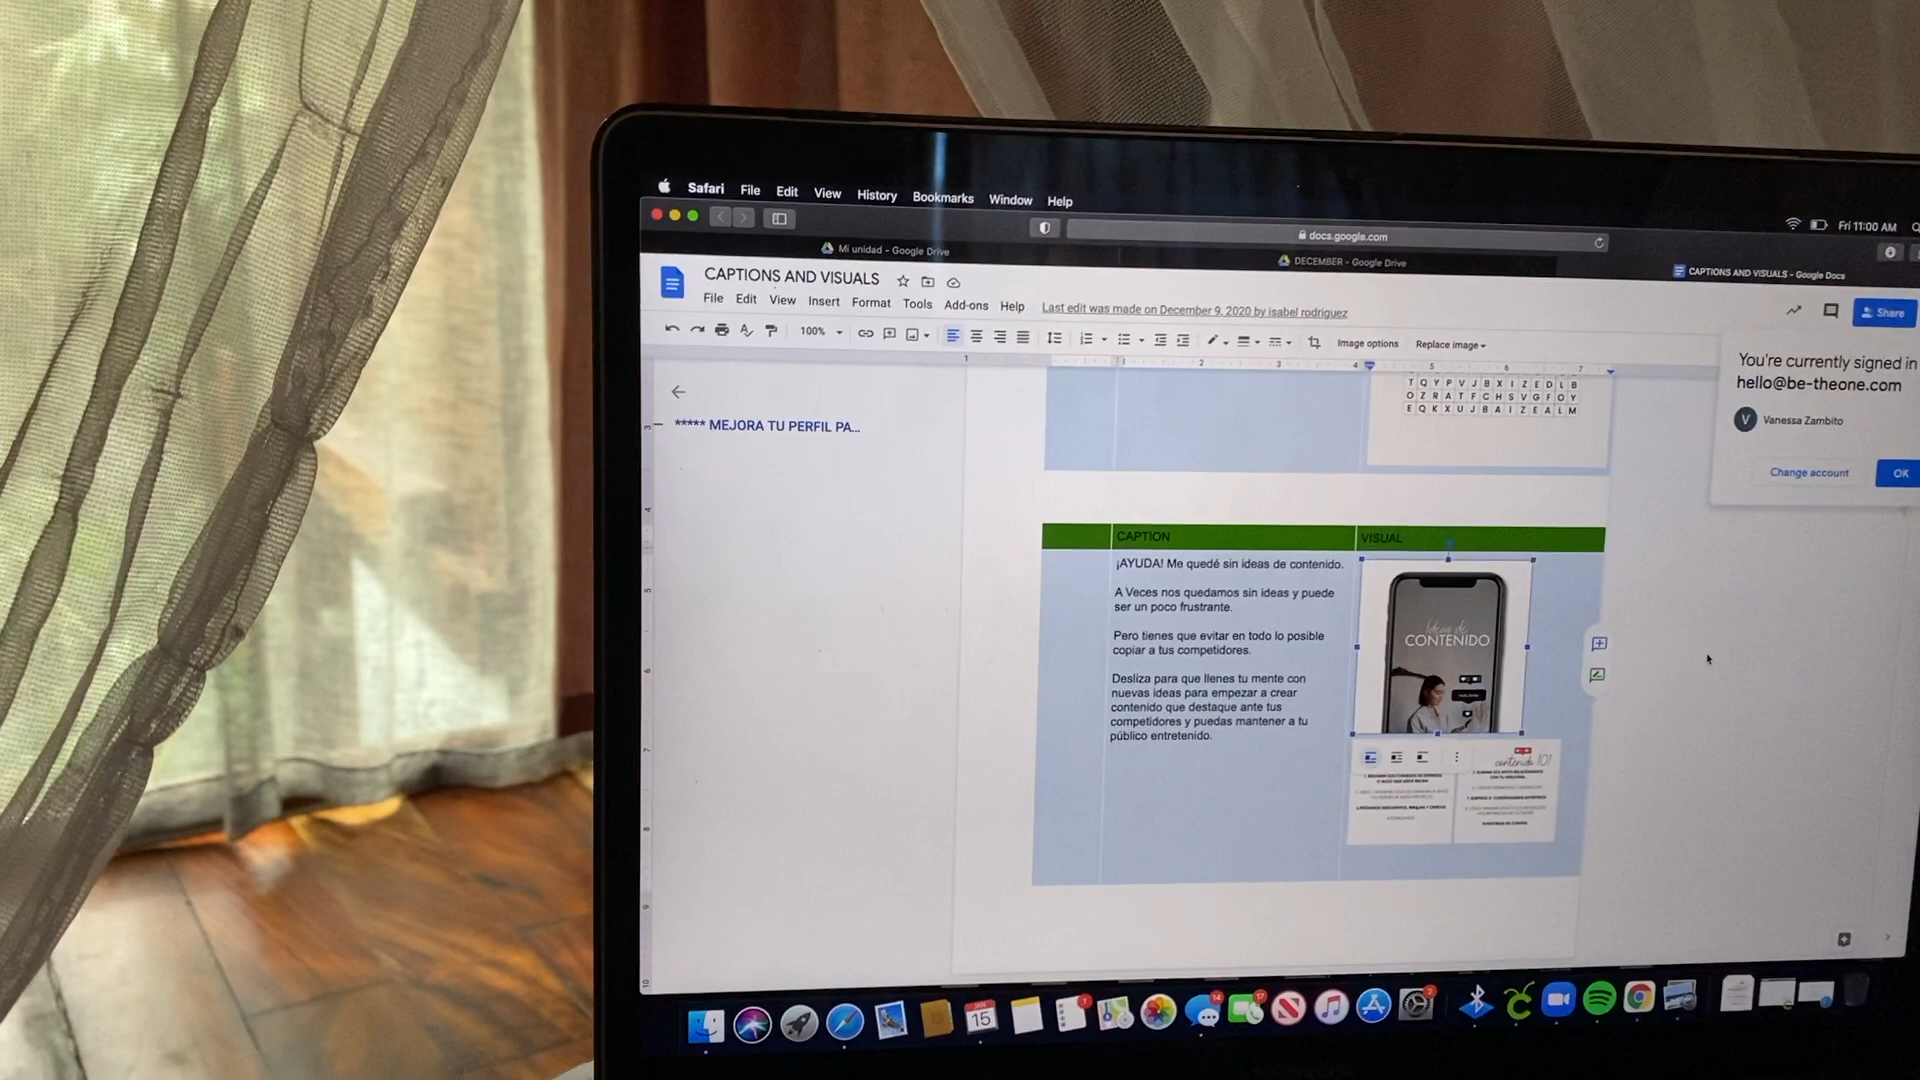 Safari File Edit View History Bookmarks Window Help
Fri 11:00 AM
docs.google.com
Mi unidad - Google Drive
DECEMBER - Google Drive
CAPTIONS AND VISUALS - Google Docs
CAPTIONS AND VISUALS
File Edit View Insert Format Tools Add-ons Help
Last edit was made on December 9, 2020 by isabel rodriguez
Share
100%
Image options
Replace image
You're currently signed in
hello@be-theone.com
V
Vanessa Zambito
Change account
OK
***** MEJORA TU PERFIL PA...
T Q Y P V J B X I Z E D L B
O Z R A T F C H S V G F O Y
E Q K X U J B A I Z E A L M
CAPTION
VISUAL
¡AYUDA! Me quedé sin ideas de contenido.
A Veces nos quedamos sin ideas y puede
ser un poco frustrante.
Pero tienes que evitar en todo lo posible
copiar a tus competidores.
Desliza para que llenes tu mente con
nuevas ideas para empezar a crear
contenido que destaque ante tus
competidores y puedas mantener a tu
público entretenido.
Ideas de
CONTENIDO
contenido 101
JAN
15